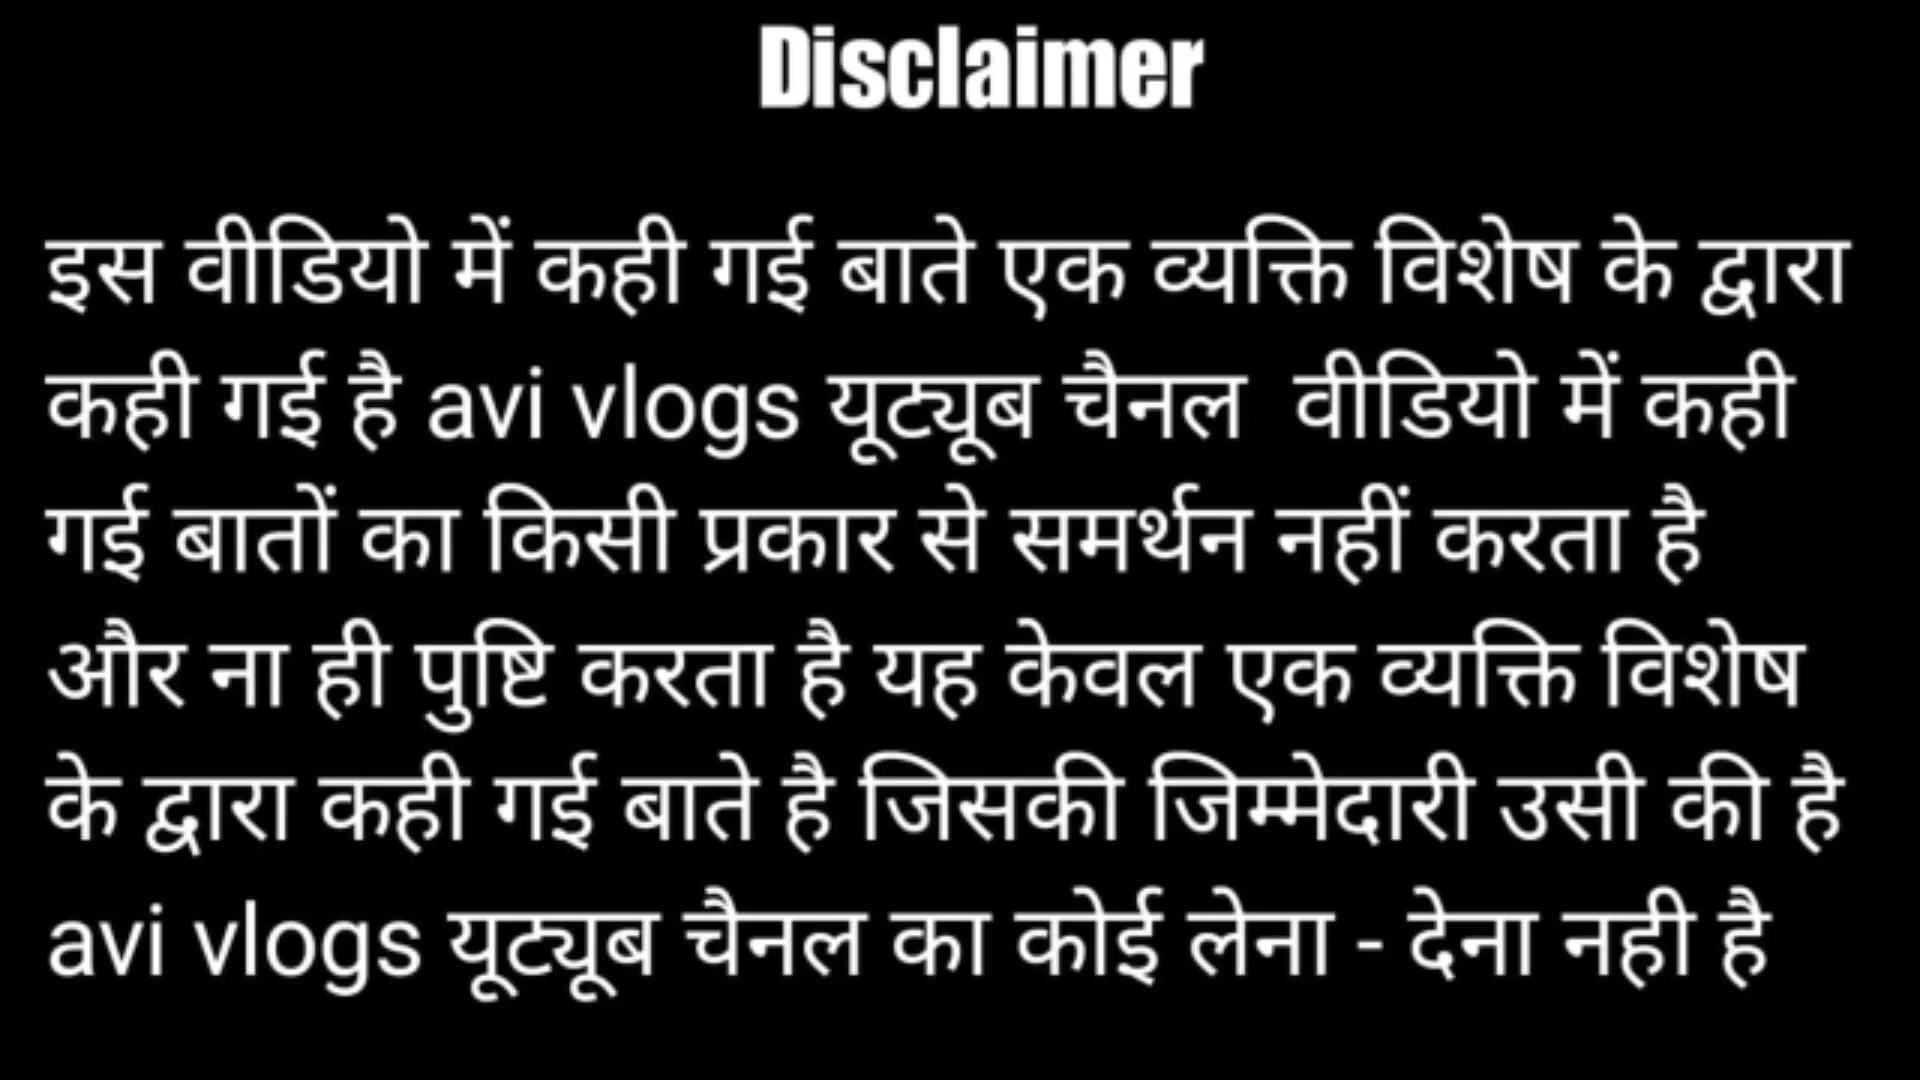 Disclaimer
इस वीडियो में कही गई बाते एक व्यक्ति विशेष के द्वारा
कही गई है avi vlogs यूट्यूब चैनल वीडियो में कही
गई बातों का किसी प्रकार से समर्थन नहीं करता है
और ना ही पुष्टि करता है यह केवल एक व्यक्ति विशेष
के द्वारा कही गई बाते है जिसकी जिम्मेदारी उसी की है
avi vlogs यूट्यूब चैनल का कोई लेना - देना नही है